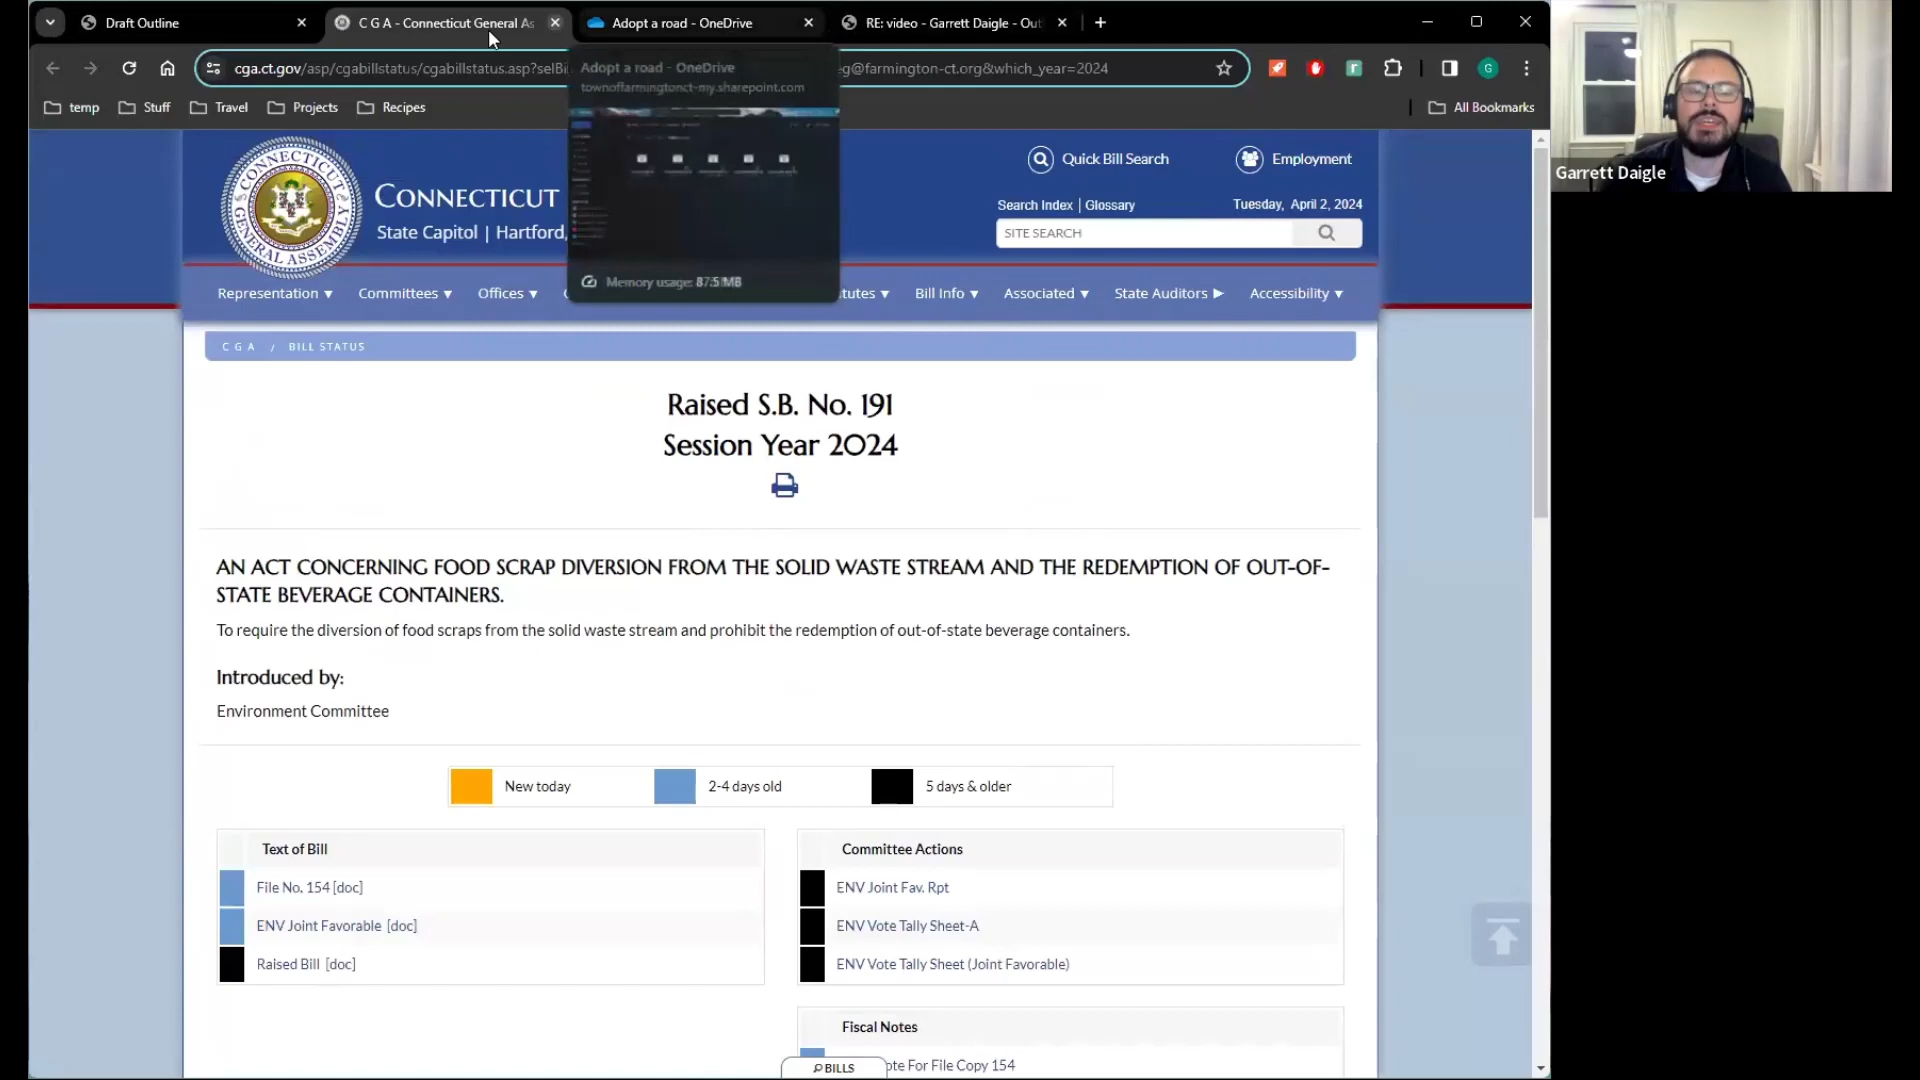 Draft Outline
C G A - Connecticut General As
Adopt a road - OneDrive
RE: video - Garrett Daigle - Out
cga.ct.gov/asp/cgabillstatus/cgabillstatus.asp?selBi
eg@farmington-ct.org&which_year=2024
Adopt a road - OneDrive
townoffarmingtonct-my.sharepoint.com
temp
Stuff
Travel
Projects
Recipes
All Bookmarks
Garrett Daigle
CONNECTICUT GENERAL ASSEMBLY
CONNECTICUT
State Capitol | Hartford,
Quick Bill Search
Employment
Search Index | Glossary
Tuesday, April 2, 2024
SITE SEARCH
Memory usage:
Representation ▼
Committees ▼
Offices ▼
tutes ▼
Bill Info ▼
Associated ▼
State Auditors ▶
Accessibility ▼
C G A / BILL STATUS
Raised S.B. No. 191
Session Year 2024
AN ACT CONCERNING FOOD SCRAP DIVERSION FROM THE SOLID WASTE STREAM AND THE REDEMPTION OF OUT-OF-
STATE BEVERAGE CONTAINERS.
To require the diversion of food scraps from the solid waste stream and prohibit the redemption of out-of-state beverage containers.
Introduced by:
Environment Committee
New today
2-4 days old
5 days & older
Text of Bill
File No. 154 [doc]
ENV Joint Favorable [doc]
Raised Bill [doc]
Committee Actions
ENV Joint Fav. Rpt
ENV Vote Tally Sheet-A
ENV Vote Tally Sheet (Joint Favorable)
Fiscal Notes
ote For File Copy 154
BILLS